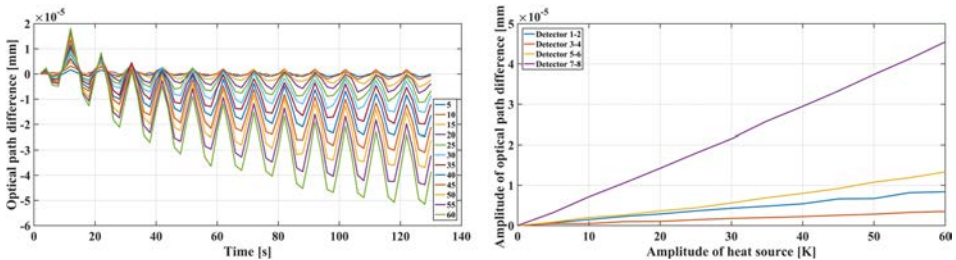 ×10⁻⁵
2
1
0
-1
-2
-3
-4
-5
-6
Optical path difference [mm]
0 20 40 60 80 100 120 140
Time [s]
5
10
15
20
25
30
35
40
45
50
55
60
×10⁻⁵
5
4
3
2
1
0
Amplitude of optical path difference [mm
0 10 20 30 40 50 60
Amplitude of heat source [K]
Detector 1-2
Detector 3-4
Detector 5-6
Detector 7-8